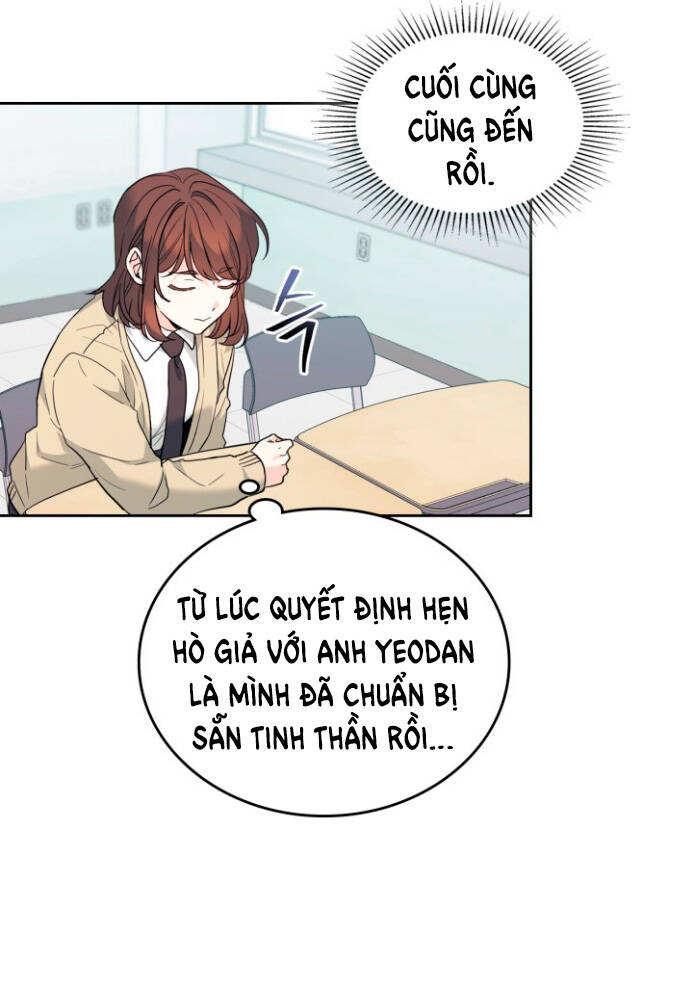 CUỐI CÙNG
CŨNG ĐẾN
RỒI.
TỪ LÚC QUYẾT ĐỊNH HẸN
HÒ GIẢ VỚI ANH YEODAN
LÀ MÌNH ĐÃ CHUẨN BỊ
SẴN TINH THẦN RỒI...